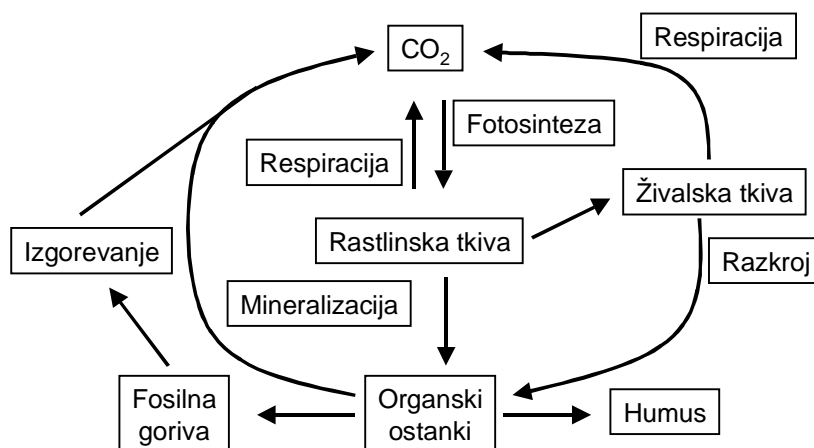 Respiracija
CO₂
Fotosinteza
Respiracija
Živalska tkiva
Rastlinska tkiva
Izgorevanje
Razkroj
Mineralizacija
Fosilna
goriva
Organski
ostanki
Humus